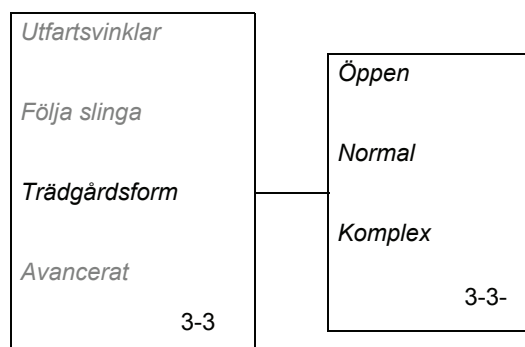 Utfartsvinklar
Följa slinga
Trädgårdsform
Avancerat
3-3
Öppen
Normal
Komplex
3-3-